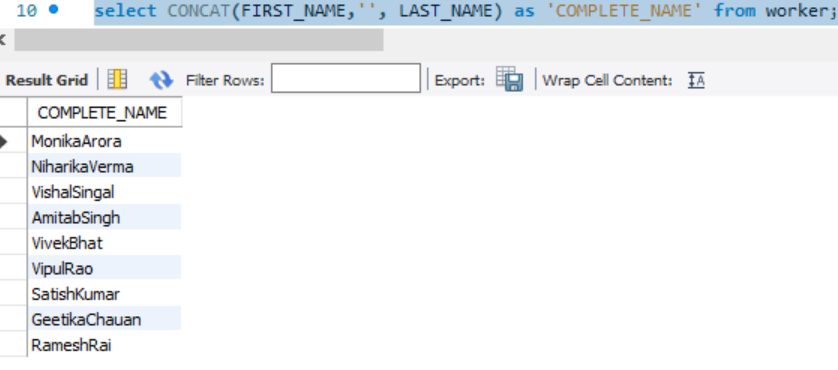 10 select CONCAT(FIRST_NAME,'', LAST_NAME) as 'COMPLETE_NAME' from worker;
Result Grid Filter Rows: Export: Wrap Cell Content: IA
COMPLETE_NAME
MonikaArora
NiharikaVerma
VishalSingal
AmitabSingh
VivekBhat
VipulRao
SatishKumar
GeetikaChauan
RameshRai